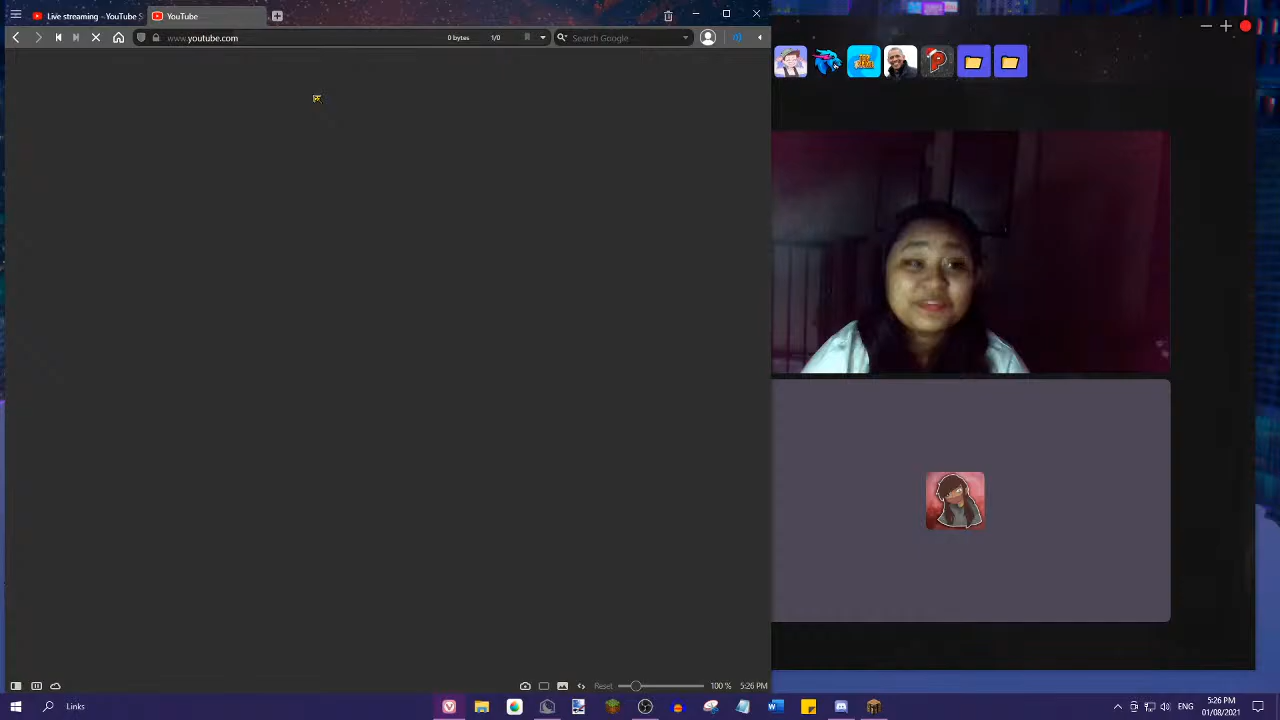 Live streaming - YouTube S
YouTube
www.youtube.com
0 bytes
1/0
Search Google
Reset
100 %
5:26 PM
Links
ENG
5:26 PM
01/08/2021